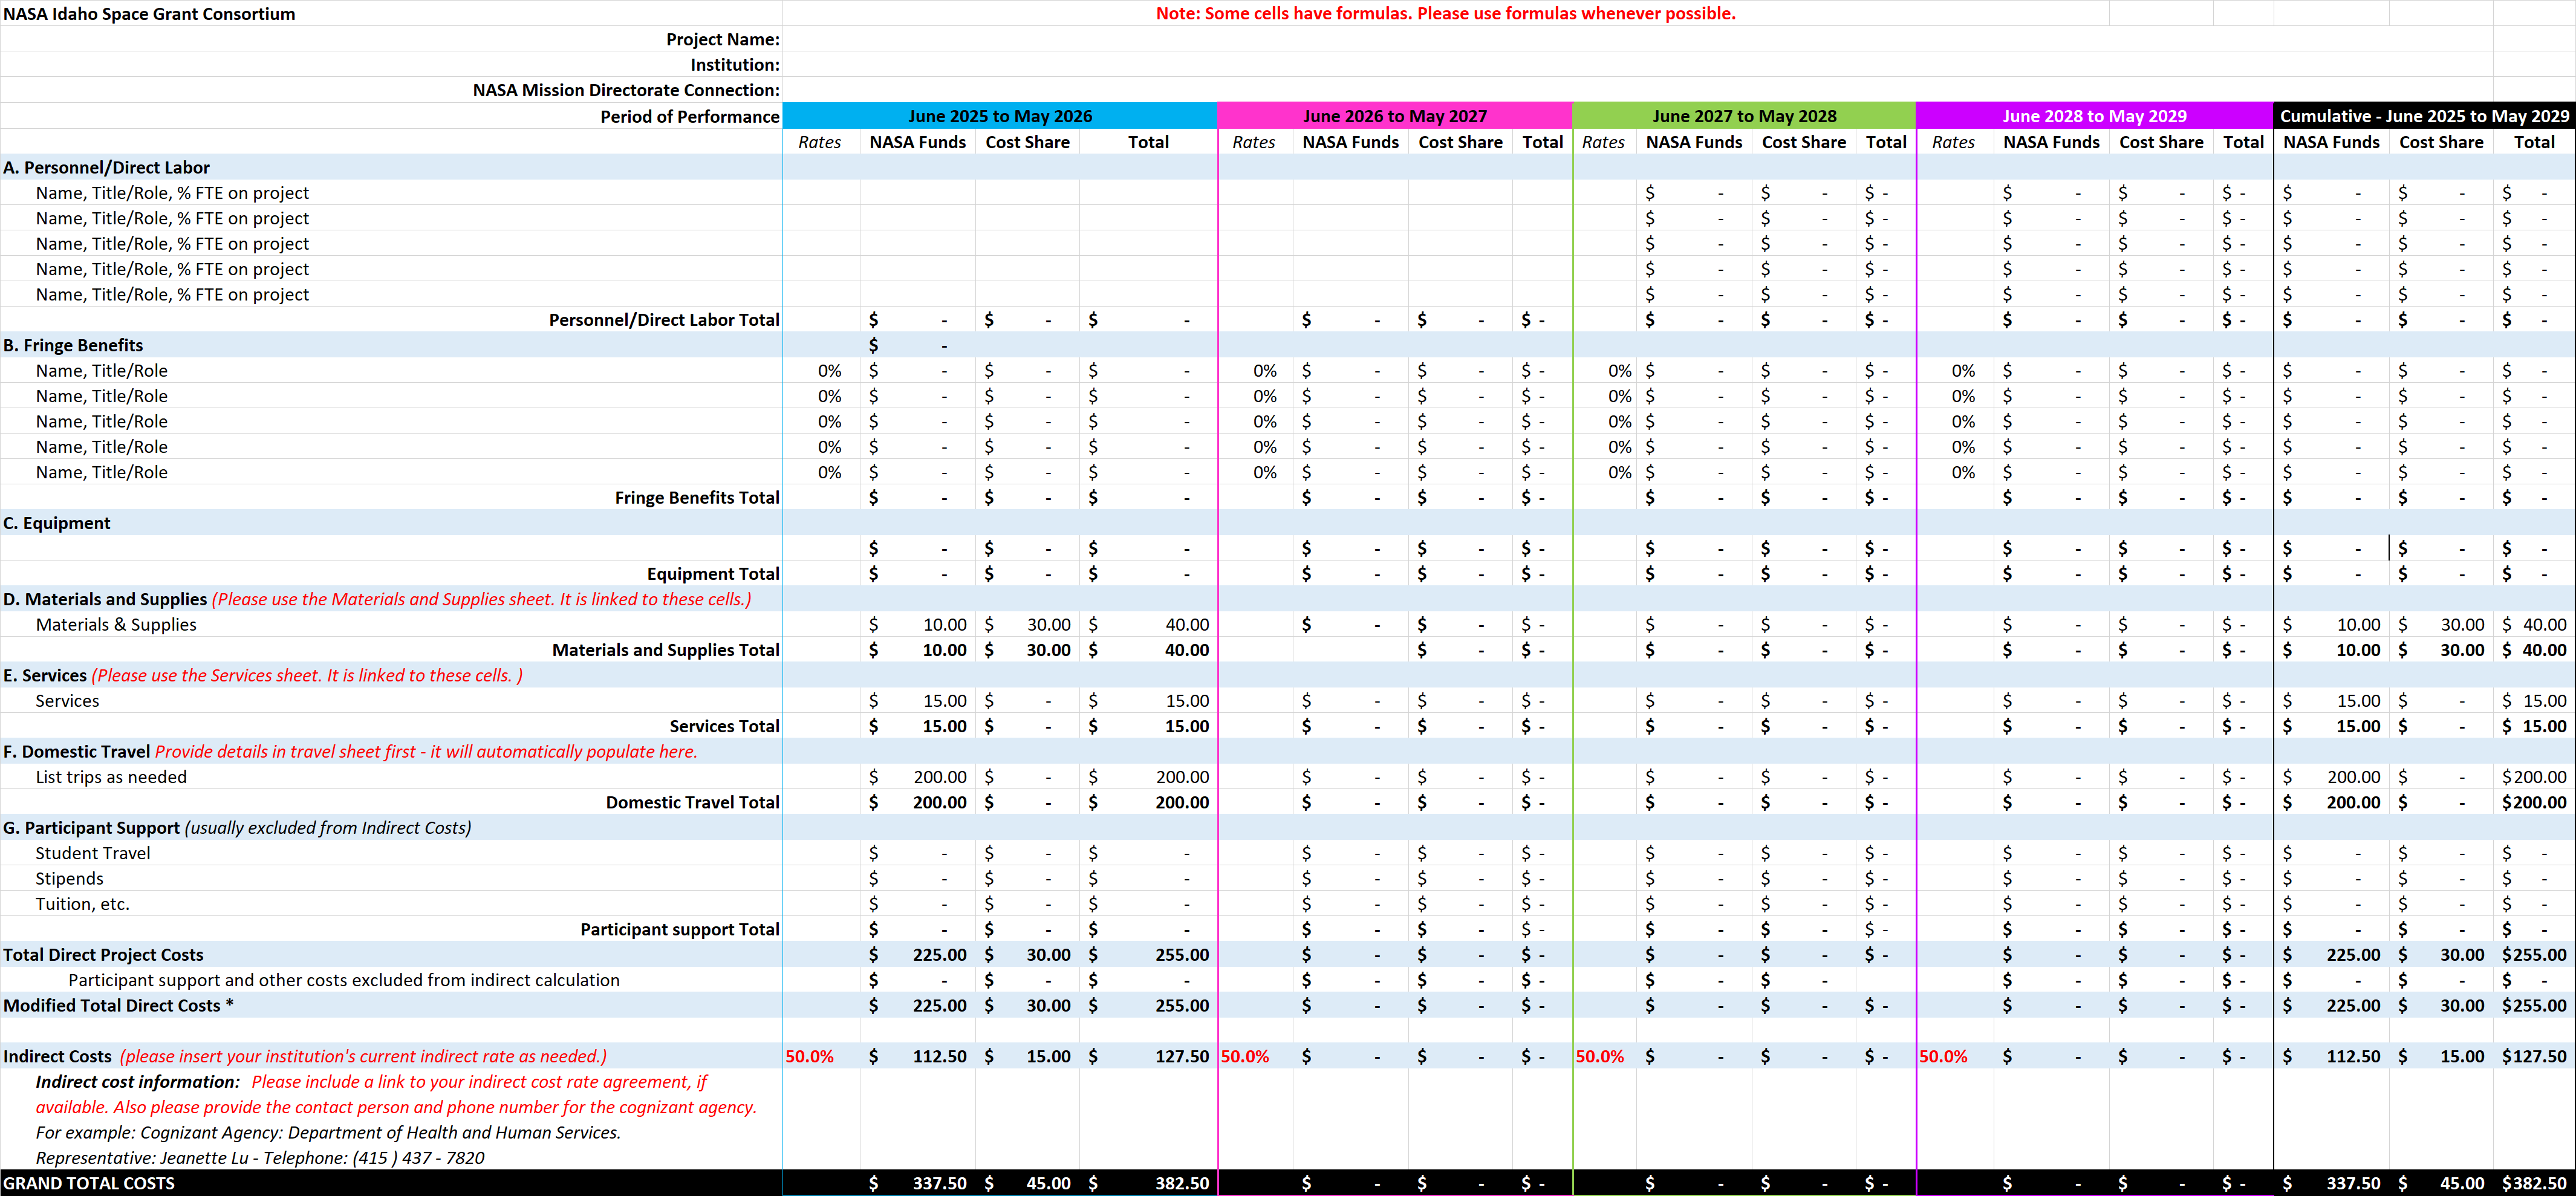 NASA Idaho Space Grant Consortium Note: Some cells have formulas. Please use formulas whenever possible.
Project Name:
Institution:
NASA Mission Directorate Connection:
Period of Performance June 2025 to May 2026 June 2026 to May 2027 June 2027 to May 2028 June 2028 to May 2029 Cumulative - June 2025 to May 2029
Rates NASA Funds Cost Share Total Rates NASA Funds Cost Share Total Rates NASA Funds Cost Share Total Rates NASA Funds Cost Share Total NASA Funds Cost Share Total
A. Personnel/Direct Labor
Name, Title/Role, % FTE on project $ - $ - $ - $ - $ - $ - $ - $ - $ -
Name, Title/Role, % FTE on project $ - $ - $ - $ - $ - $ - $ - $ - $ -
Name, Title/Role, % FTE on project $ - $ - $ - $ - $ - $ - $ - $ - $ -
Name, Title/Role, % FTE on project $ - $ - $ - $ - $ - $ - $ - $ - $ -
Name, Title/Role, % FTE on project $ - $ - $ - $ - $ - $ - $ - $ - $ -
Personnel/Direct Labor Total $ - $ - $ - $ - $ - $ - $ - $ - $ - $ - $ - $ - $ - $ - $ -
B. Fringe Benefits $ -
Name, Title/Role 0% $ - $ - $ - 0% $ - $ - $ - 0% $ - $ - $ - 0% $ - $ - $ - $ - $ - $ -
Name, Title/Role 0% $ - $ - $ - 0% $ - $ - $ - 0% $ - $ - $ - 0% $ - $ - $ - $ - $ - $ -
Name, Title/Role 0% $ - $ - $ - 0% $ - $ - $ - 0% $ - $ - $ - 0% $ - $ - $ - $ - $ - $ -
Name, Title/Role 0% $ - $ - $ - 0% $ - $ - $ - 0% $ - $ - $ - 0% $ - $ - $ - $ - $ - $ -
Name, Title/Role 0% $ - $ - $ - 0% $ - $ - $ - 0% $ - $ - $ - 0% $ - $ - $ - $ - $ - $ -
Fringe Benefits Total $ - $ - $ - $ - $ - $ - $ - $ - $ - $ - $ - $ - $ - $ - $ -
C. Equipment
$ - $ - $ - $ - $ - $ - $ - $ - $ - $ - $ - $ - $ - $ - $ -
Equipment Total $ - $ - $ - $ - $ - $ - $ - $ - $ - $ - $ - $ - $ - $ - $ -
D. Materials and Supplies (Please use the Materials and Supplies sheet. It is linked to these cells.)
Materials & Supplies $ 10.00 $ 30.00 $ 40.00 $ - $ - $ - $ - $ - $ - $ - $ - $ - $ 10.00 $ 30.00 $ 40.00
Materials and Supplies Total $ 10.00 $ 30.00 $ 40.00 $ - $ - $ - $ - $ - $ - $ - $ - $ 10.00 $ 30.00 $ 40.00
E. Services (Please use the Services sheet. It is linked to these cells. )
Services $ 15.00 $ - $ 15.00 $ - $ - $ - $ - $ - $ - $ - $ - $ - $ 15.00 $ - $ 15.00
Services Total $ 15.00 $ - $ 15.00 $ - $ - $ - $ - $ - $ - $ - $ - $ - $ 15.00 $ - $ 15.00
F. Domestic Travel Provide details in travel sheet first - it will automatically populate here.
List trips as needed $ 200.00 $ - $ 200.00 $ - $ - $ - $ - $ - $ - $ - $ - $ - $ 200.00 $ - $200.00
Domestic Travel Total $ 200.00 $ - $ 200.00 $ - $ - $ - $ - $ - $ - $ - $ - $ - $ 200.00 $ - $200.00
G. Participant Support (usually excluded from Indirect Costs)
Student Travel $ - $ - $ - $ - $ - $ - $ - $ - $ - $ - $ - $ - $ - $ - $ -
Stipends $ - $ - $ - $ - $ - $ - $ - $ - $ - $ - $ - $ - $ - $ - $ -
Tuition, etc. $ - $ - $ - $ - $ - $ - $ - $ - $ - $ - $ - $ - $ - $ - $ -
Participant support Total $ - $ - $ - $ - $ - $ - $ - $ - $ - $ - $ - $ - $ - $ - $ -
Total Direct Project Costs $ 225.00 $ 30.00 $ 255.00 $ - $ - $ - $ - $ - $ - $ - $ - $ - $ 225.00 $ 30.00 $255.00
Participant support and other costs excluded from indirect calculation $ - $ - $ - $ - $ - $ - $ - $ - $ - $ - $ - $ - $ - $ -
Modified Total Direct Costs * $ 225.00 $ 30.00 $ 255.00 $ - $ - $ - $ - $ - $ - $ - $ - $ - $ 225.00 $ 30.00 $255.00
Indirect Costs (please insert your institution's current indirect rate as needed.) 50.0% $ 112.50 $ 15.00 $ 127.50 50.0% $ - $ - $ - 50.0% $ - $ - $ - 50.0% $ - $ - $ - $ 112.50 $ 15.00 $127.50
Indirect cost information: Please include a link to your indirect cost rate agreement, if
available. Also please provide the contact person and phone number for the cognizant agency.
For example: Cognizant Agency: Department of Health and Human Services.
Representative: Jeanette Lu - Telephone: (415 ) 437 - 7820
GRAND TOTAL COSTS $ 337.50 $ 45.00 $ 382.50 $ - $ - $ - $ - $ - $ - $ - $ - $ - $ 337.50 $ 45.00 $382.50